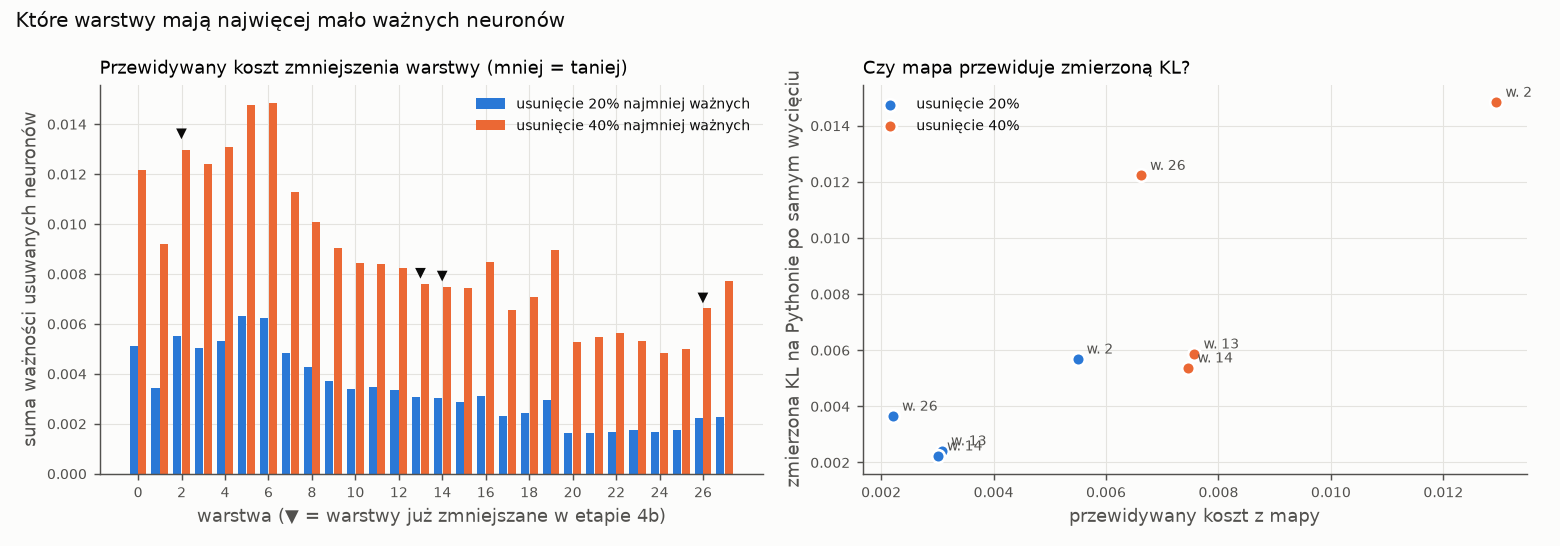 Które warstwy mają najwięcej mało ważnych neuronów
Przewidywany koszt zmniejszenia warstwy (mniej = taniej)
suma ważności usuwanych neuronów
usunięcie 20% najmniej ważnych
usunięcie 40% najmniej ważnych
0.014
0.012
0.010
0.008
0.006
0.004
0.002
0.000
0 2 4 6 8 10 12 14 16 18 20 22 24 26
warstwa (▼ = warstwy już zmniejszane w etapie 4b)
Czy mapa przewiduje zmierzoną KL?
zmierzona KL na Pythonie po samym wycięciu
usunięcie 20%
usunięcie 40%
w. 2
w. 26
w. 13
w. 14
w. 2
w. 26
w. 13
w. 14
0.014
0.012
0.010
0.008
0.006
0.004
0.002
0.002 0.004 0.006 0.008 0.010 0.012
przewidywany koszt z mapy